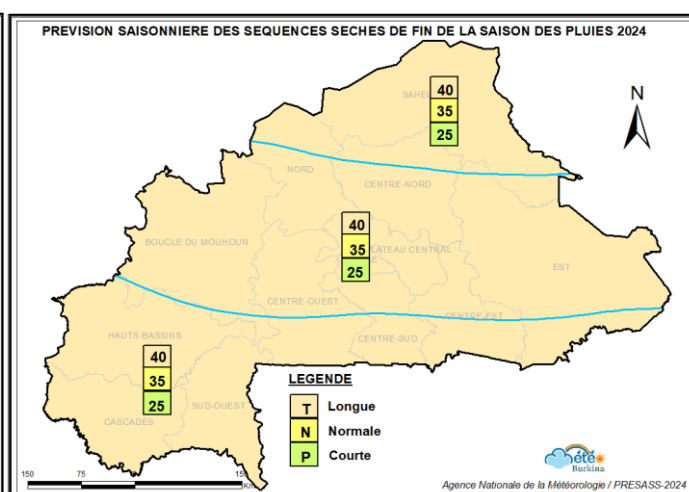 PREVISION SAISONNIERE DES SEQUENCES SECHES DE FIN DE LA SAISON DES PLUIES 2024
N
SAHEL
40
35
25
NORD
CENTRE-NORD
40
35
25
BOUCLE DU MOUHOUN
PLATEAU CENTRAL
EST
CENTRE-OUEST
CENTRE-EST
HAUTS-BASSINS
CENTRE-SUD
40
35
25
CASCADES
SUD-OUEST
LEGENDE
T Longue
N Normale
P Courte
150 75 150
Km
Météo
Burkina
Agence Nationale de la Météorologie / PRESASS-2024